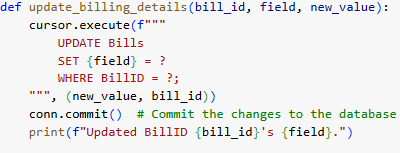 def update_billing_details(bill_id, field, new_value):
    cursor.execute(f"""
        UPDATE Bills
        SET {field} = ?
        WHERE BillID = ?;
    """, (new_value, bill_id))
    conn.commit()  # Commit the changes to the database
    print(f"Updated BillID {bill_id}'s {field}.")